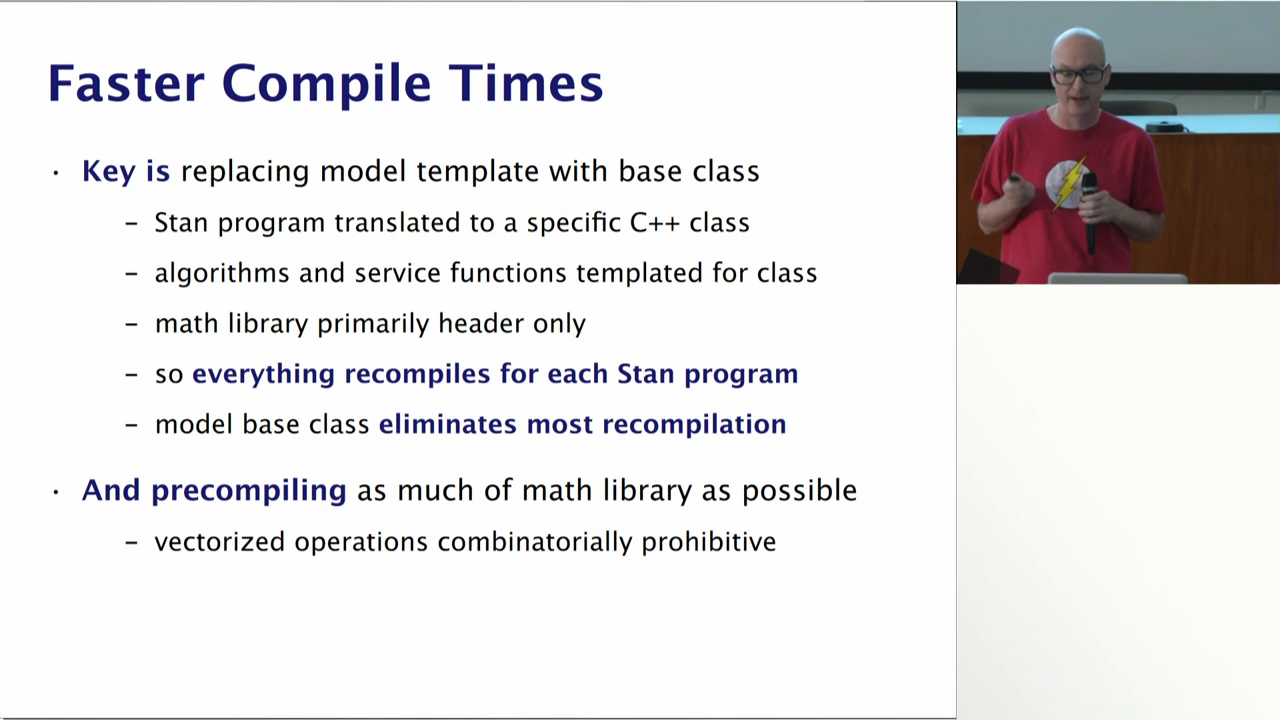 Faster Compile Times
· Key is replacing model template with base class
– Stan program translated to a specific C++ class
– algorithms and service functions templated for class
– math library primarily header only
– so everything recompiles for each Stan program
– model base class eliminates most recompilation
· And precompiling as much of math library as possible
– vectorized operations combinatorially prohibitive